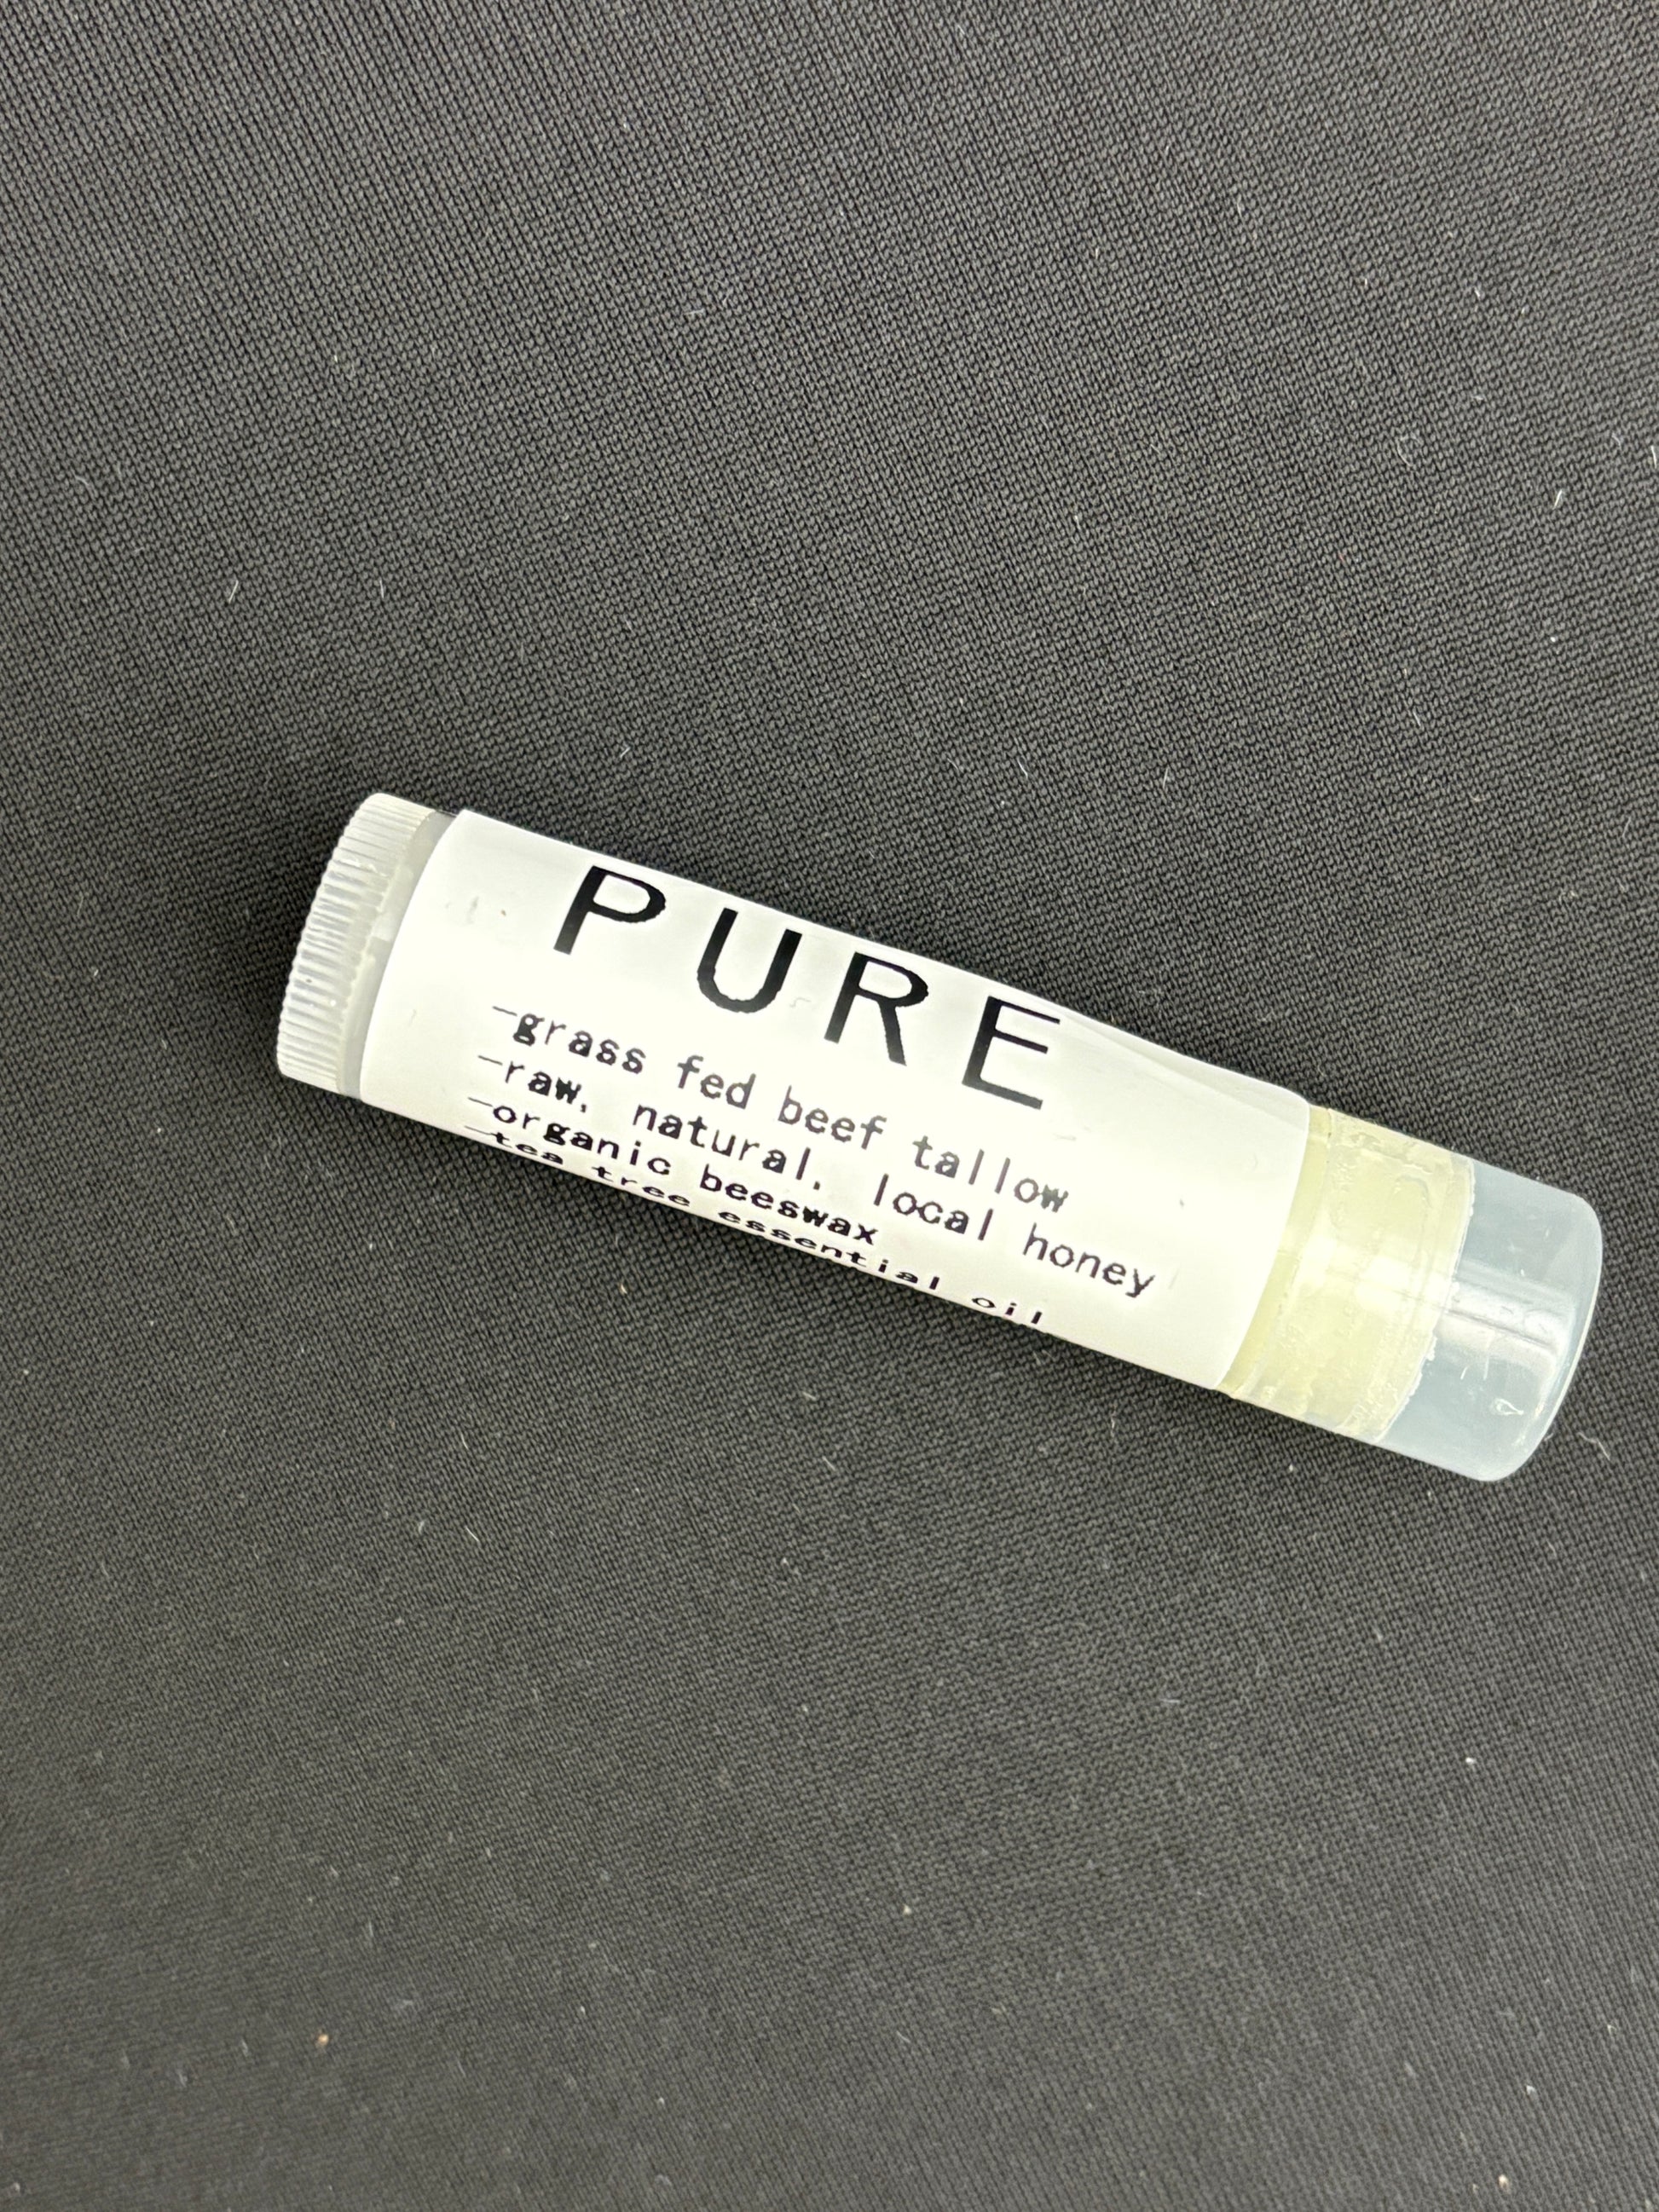 PURE
-grass fed beef tallow
-raw, natural, local honey
-organic beeswax
-tea tree essential oil